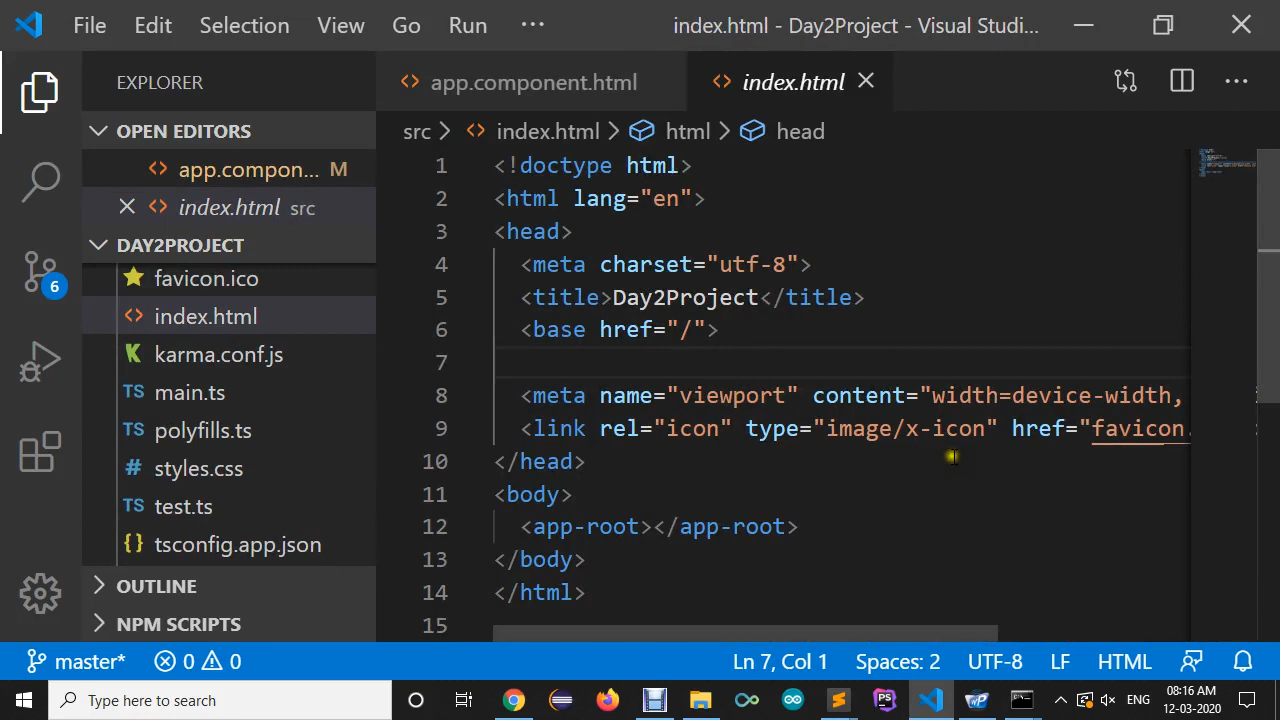 File Edit Selection View Go Run ··· index.html - Day2Project - Visual Studi...
EXPLORER
OPEN EDITORS
app.compon... M
index.html src
DAY2PROJECT
favicon.ico
index.html
karma.conf.js
main.ts
polyfills.ts
styles.css
test.ts
tsconfig.app.json
OUTLINE
NPM SCRIPTS
6
TS
TS
#
TS
{ }
app.component.html index.html
src > index.html > html > head
1 <!doctype html>
2 <html lang="en">
3 <head>
4 <meta charset="utf-8">
5 <title>Day2Project</title>
6 <base href="/">
7
8 <meta name="viewport" content="width=device-width,
9 <link rel="icon" type="image/x-icon" href="favicon.
10 </head>
11 <body>
12 <app-root></app-root>
13 </body>
14 </html>
15
master* 0 0 Ln 7, Col 1 Spaces: 2 UTF-8 LF HTML
Type here to search ENG 08:16 AM
12-03-2020